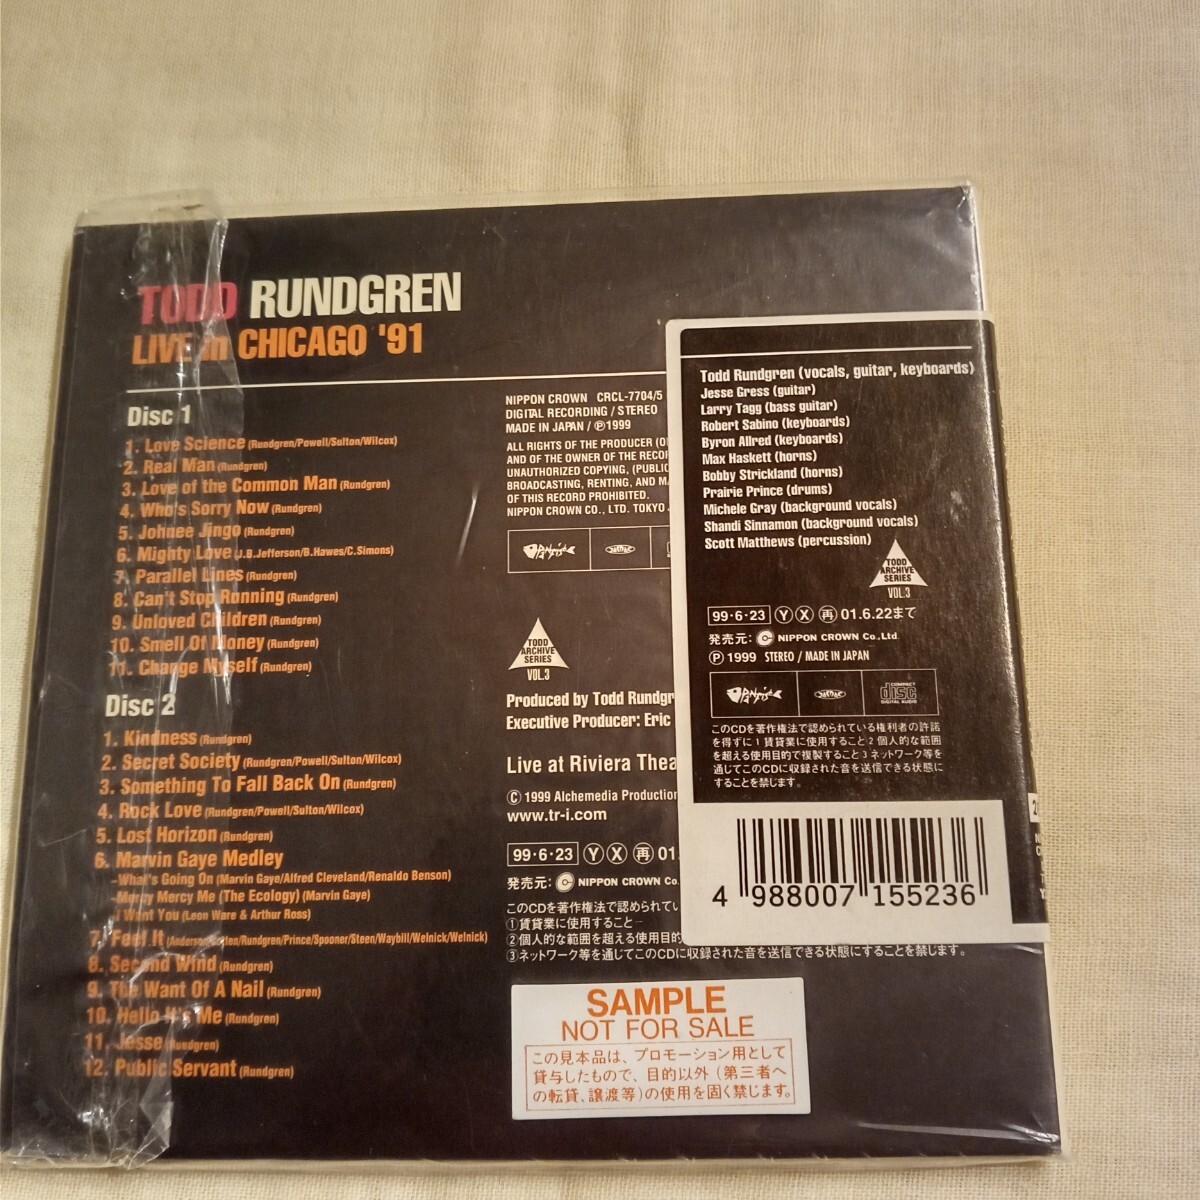 TODD RUNDGREN
LIVE in CHICAGO '91
Disc 1
1. Love Science (Rundgren/Powell/Sulton/Wilcox)
2. Real Man (Rundgren)
3. Love of the Common Man (Rundgren)
4. Who's Sorry Now (Rundgren)
5. Johnee Jingo (Rundgren)
6. Mighty Love (J.B.Jefferson/B.Hawes/C.Simons)
7. Parallel Lines (Rundgren)
8. Can't Stop Running (Rundgren)
9. Unloved Children (Rundgren)
10. Smell Of Money (Rundgren)
11. Change Myself (Rundgren)
Disc 2
1. Kindness (Rundgren)
2. Secret Society (Rundgren/Powell/Sulton/Wilcox)
3. Something To Fall Back On (Rundgren)
4. Rock Love (Rundgren/Powell/Sulton/Wilcox)
5. Lost Horizon (Rundgren)
6. Marvin Gaye Medley
-What's Going On (Marvin Gaye/Alfred Cleveland/Renaldo Benson)
-Mercy Mercy Me (The Ecology) (Marvin Gaye)
-I Want You (Leon Ware & Arthur Ross)
7. Feel It (Anderson/Cotten/Rundgren/Prince/Spooner/Steen/Waybill/Welnick/Welnick)
8. Second Wind (Rundgren)
9. The Want Of A Nail (Rundgren)
10. Hello It's Me (Rundgren)
11. Jesse (Rundgren)
12. Public Servant (Rundgren)
NIPPON CROWN CRCL-7704/5
DIGITAL RECORDING / STEREO
MADE IN JAPAN / Ⓟ1999
ALL RIGHTS OF THE PRODUCER (O
AND OF THE OWNER OF THE RECOR
UNAUTHORIZED COPYING, (PUBLIC
BROADCASTING, RENTING, AND
OF THIS RECORD PROHIBITED.
NIPPON CROWN CO., LTD. TOKYO
TODD
ARCHIVE
SERIES
VOL.3
Produced by Todd Rundgr
Executive Producer: Eric
Live at Riviera Thea
© 1999 Alchemedia Production
www.tr-i.com
99・6・23 Ⓨ Ⓧ 再 01.
発売元: NIPPON CROWN Co.
このCDを著作権法で認められてい
①賃貸業に使用すること
②個人的な範囲を超える使用目的
③ネットワーク等を通じてこのCDに収録された音を送信できる状態にすることを禁じます。
Todd Rundgren (vocals, guitar, keyboards)
Jesse Gress (guitar)
Larry Tagg (bass guitar)
Robert Sabino (keyboards)
Byron Allred (keyboards)
Max Haskett (horns)
Bobby Strickland (horns)
Prairie Prince (drums)
Michele Gray (background vocals)
Shandi Sinnamon (background vocals)
Scott Matthews (percussion)
TODD
ARCHIVE
SERIES
VOL.3
99・6・23 Ⓨ Ⓧ 再 01.6.22まで
発売元: NIPPON CROWN Co.,Ltd.
Ⓟ 1999 STEREO / MADE IN JAPAN
COMPACT
disc
DIGITAL AUDIO
このCDを著作権法で認められている権利者の許諾
を得ずに1 賃貸業に使用すること2 個人的な範囲
を超える使用目的で複製すること3 ネットワーク等を
通じてこのCDに収録された音を送信できる状態に
することを禁じます。
4 988007 155236
SAMPLE
NOT FOR SALE
この見本品は、プロモーション用として
貸与したもので、目的以外(第三者へ
の転貸、譲渡等)の使用を固く禁じます。